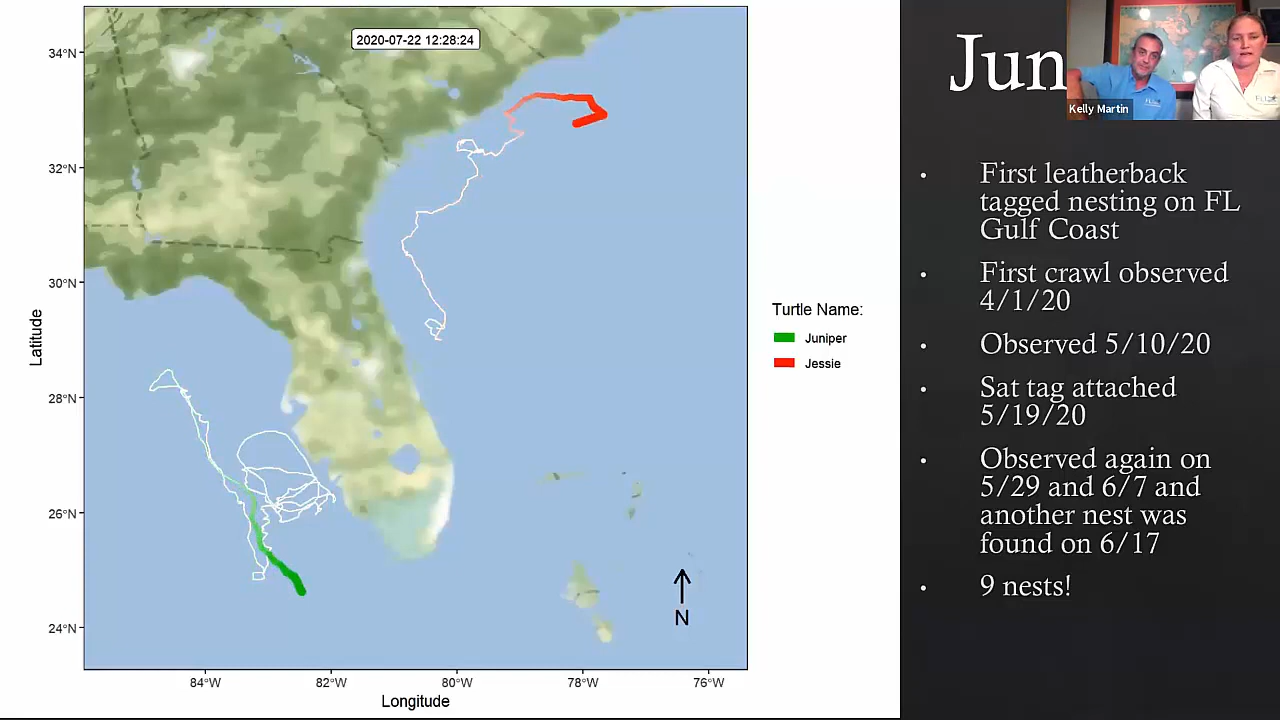 2020-07-22 12:28:24
34°N
32°N
30°N
28°N
26°N
24°N
Latitude
84°W
82°W
80°W
78°W
76°W
Longitude
N
Turtle Name:
Juniper
Jessie
Jun
Kelly Martin
• First leatherback
tagged nesting on FL
Gulf Coast
• First crawl observed
4/1/20
• Observed 5/10/20
• Sat tag attached
5/19/20
• Observed again on
5/29 and 6/7 and
another nest was
found on 6/17
• 9 nests!